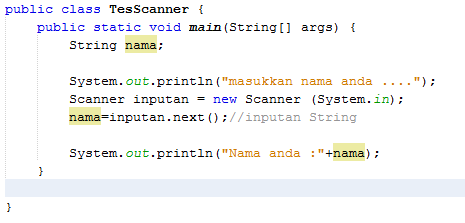 public class TesScanner {
public static void main(String[] args) {
String nama;
System.out.println("masukkan nama anda ....");
Scanner inputan = new Scanner (System.in);
nama=inputan.next();//inputan String
System.out.println("Nama anda :"+nama);
}
}